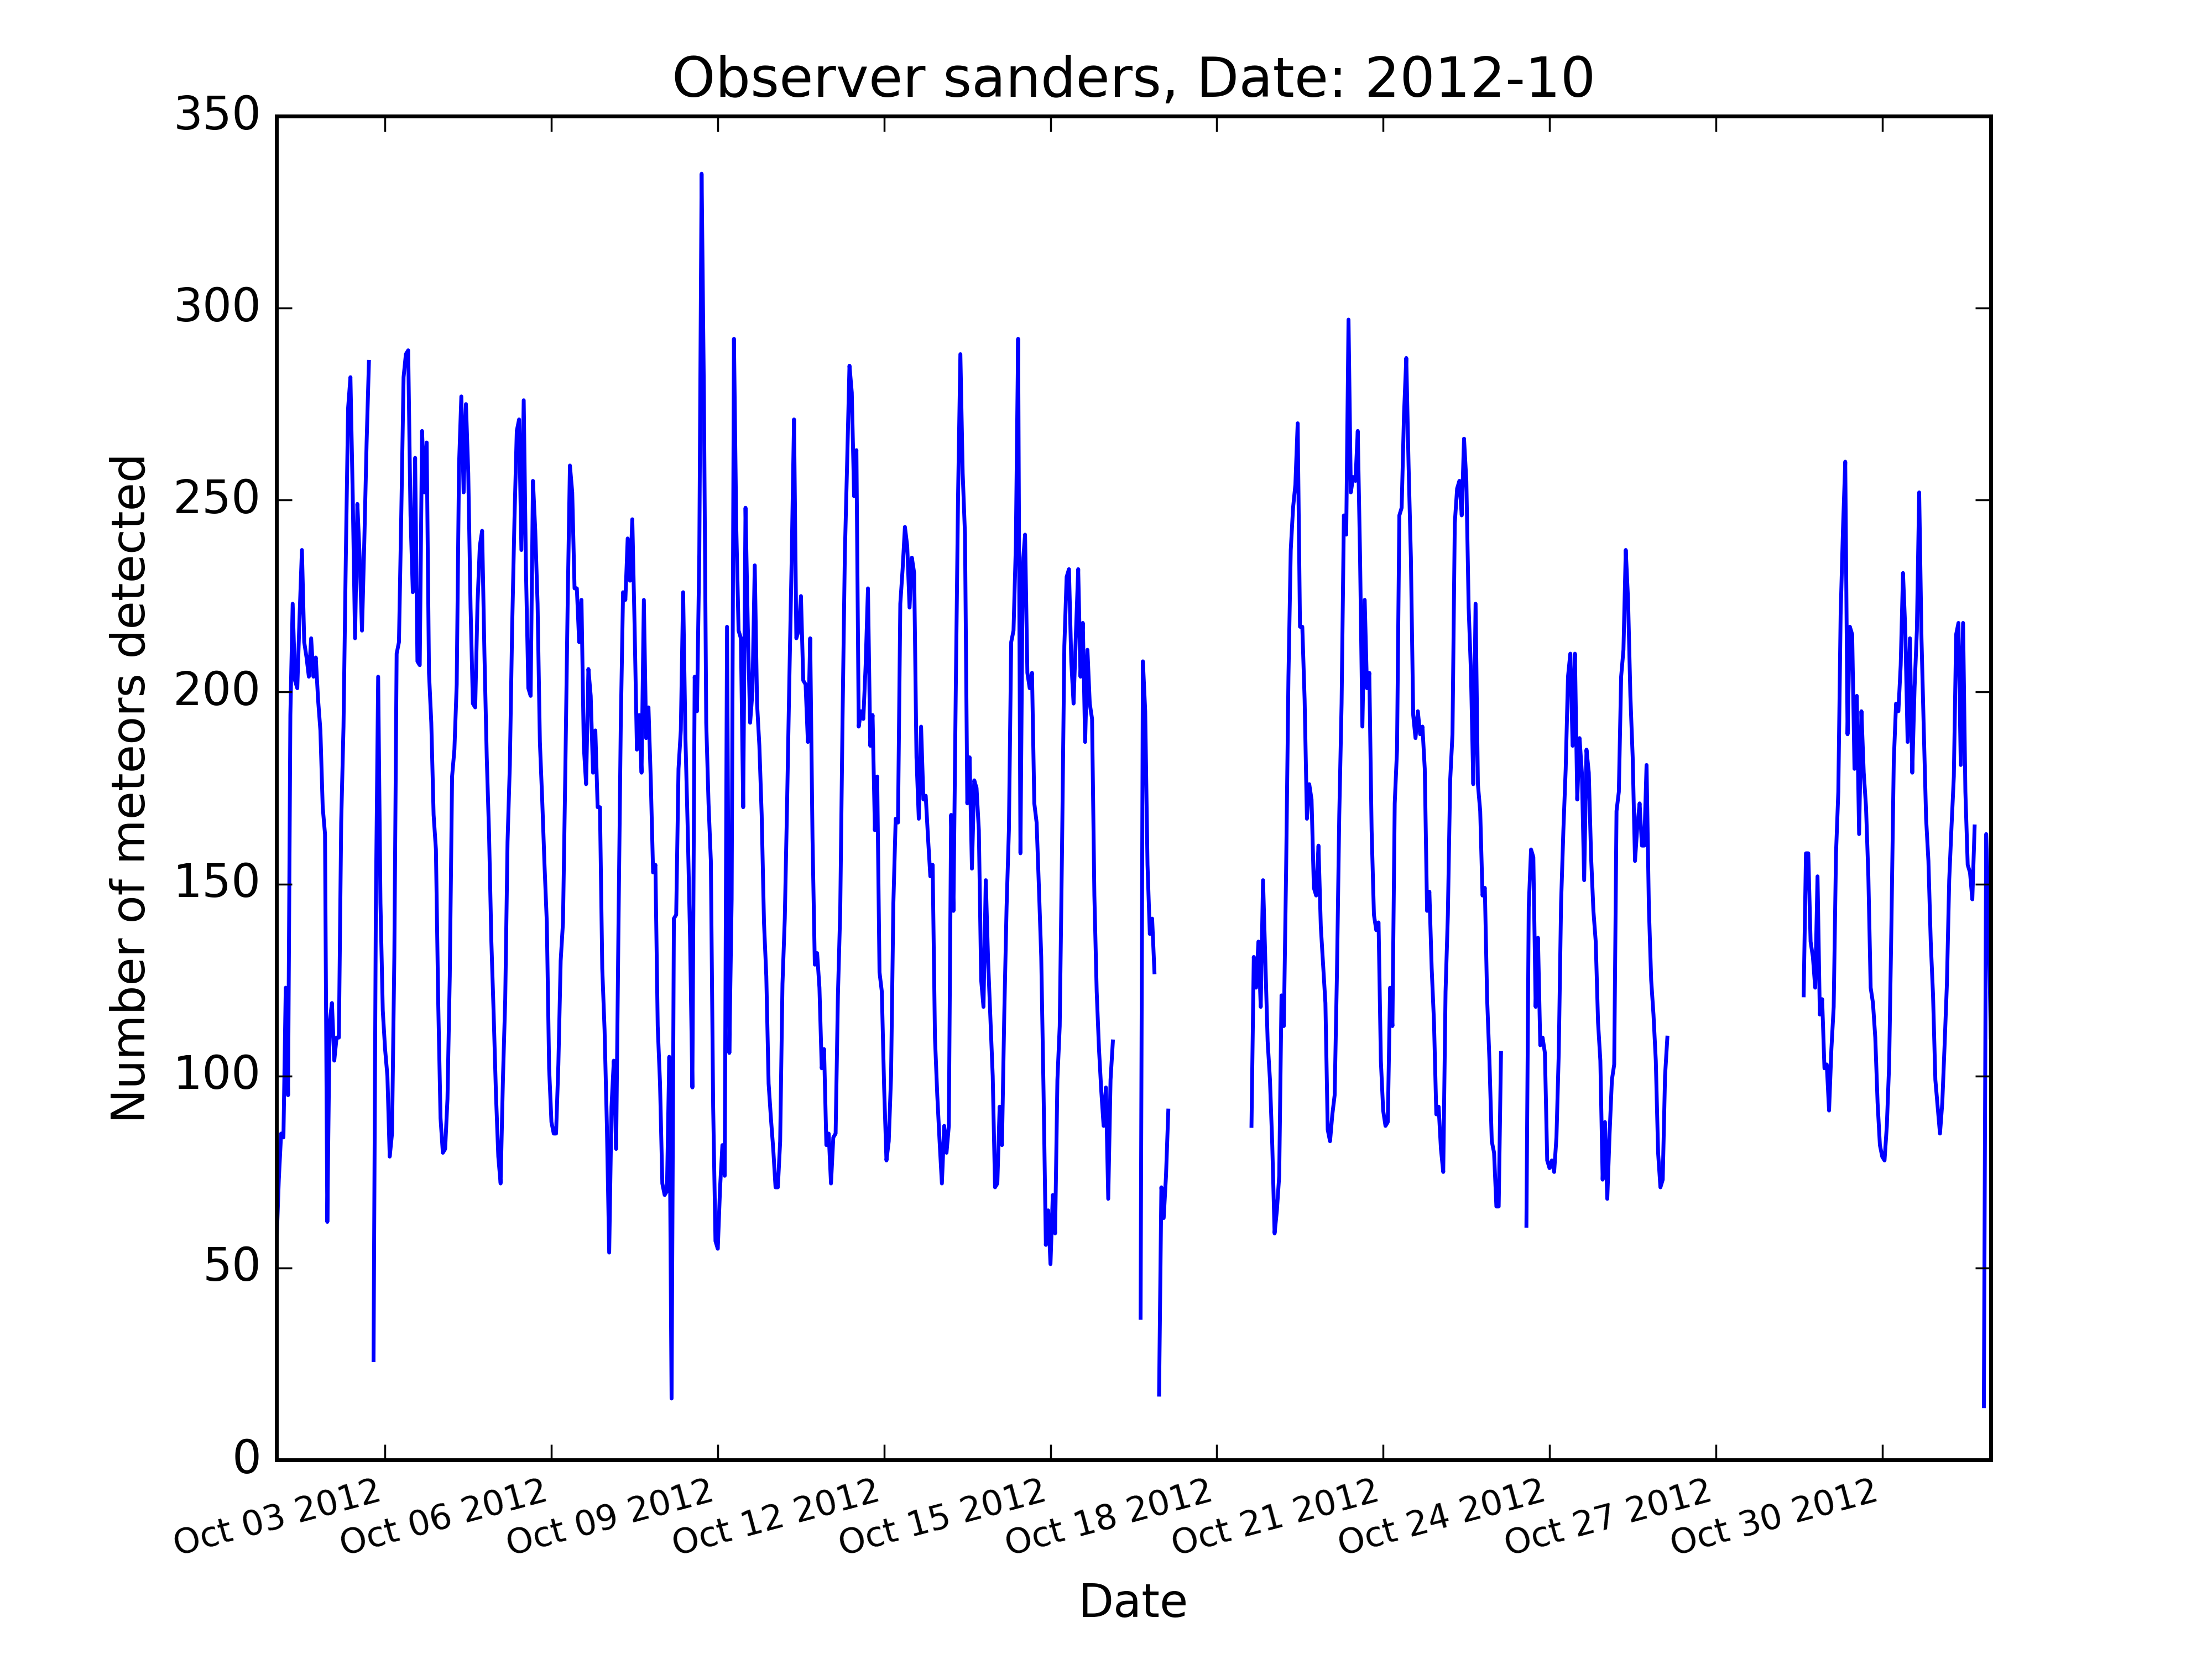 Observer sanders, Date: 2012-10
Number of meteors detected
350
300
250
200
150
100
50
0
Oct 03 2012
Oct 06 2012
Oct 09 2012
Oct 12 2012
Oct 15 2012
Oct 18 2012
Oct 21 2012
Oct 24 2012
Oct 27 2012
Oct 30 2012
Date